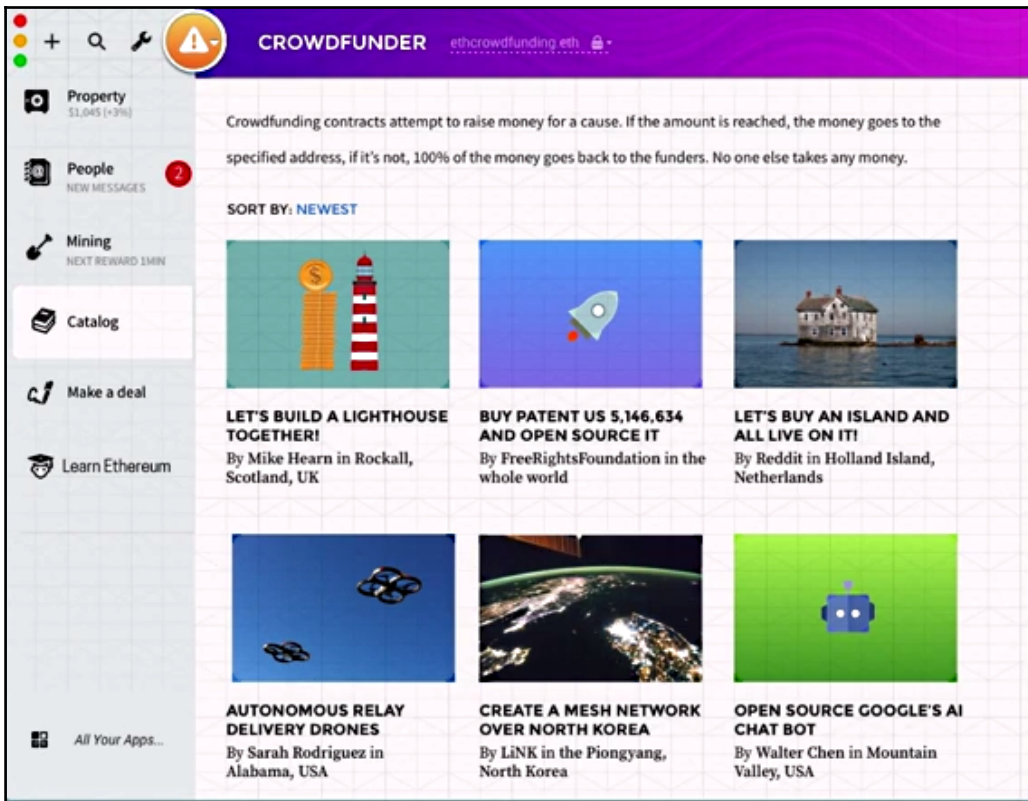 CROWDFUNDER ethcrowdfunding.eth
Property
$1,045 (+3%)
People
NEW MESSAGES
2
Mining
NEXT REWARD 1MIN
Catalog
Make a deal
Learn Ethereum
All Your Apps...
Crowdfunding contracts attempt to raise money for a cause. If the amount is reached, the money goes to the
specified address, if it's not, 100% of the money goes back to the funders. No one else takes any money.
SORT BY: NEWEST
LET'S BUILD A LIGHTHOUSE
TOGETHER!
By Mike Hearn in Rockall,
Scotland, UK
BUY PATENT US 5,146,634
AND OPEN SOURCE IT
By FreeRightsFoundation in the
whole world
LET'S BUY AN ISLAND AND
ALL LIVE ON IT!
By Reddit in Holland Island,
Netherlands
AUTONOMOUS RELAY
DELIVERY DRONES
By Sarah Rodriguez in
Alabama, USA
CREATE A MESH NETWORK
OVER NORTH KOREA
By LiNK in the Piongyang,
North Korea
OPEN SOURCE GOOGLE'S AI
CHAT BOT
By Walter Chen in Mountain
Valley, USA